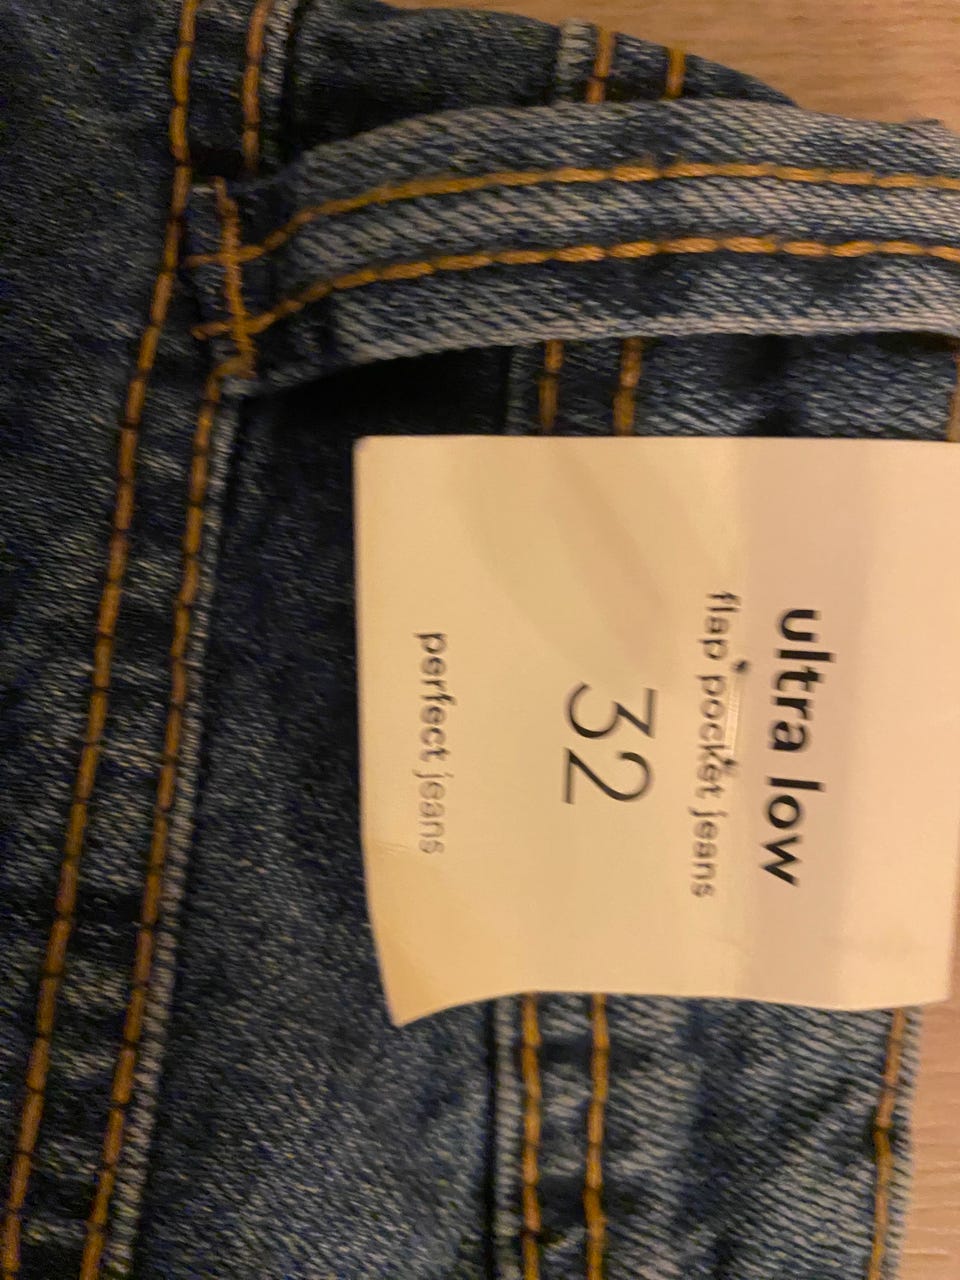 ultra low
flap pocket jeans
32
perfect jeans